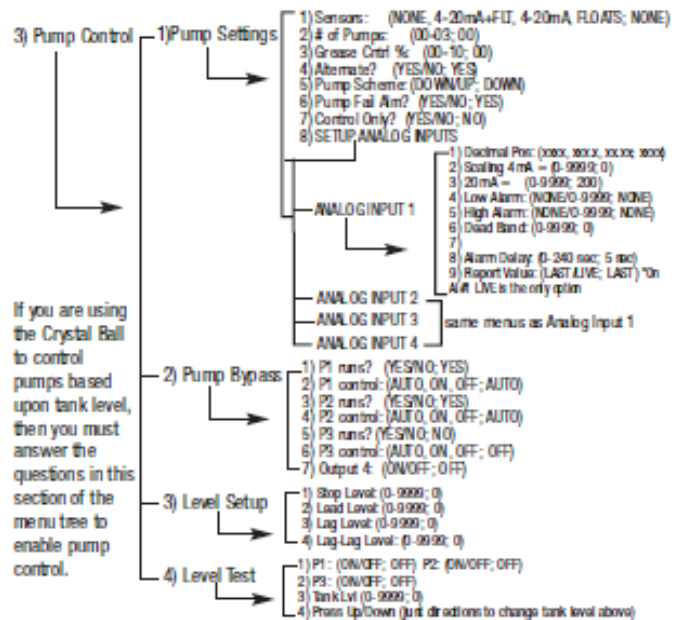 3) Pump Control
1)Pump Settings
1)Sensors: (NONE, 4-20mA+FLT, 4-20mA, FLOATS; NONE)
2)# of Pumps: (00-03; 00)
3)Grease Cntrl %: (00-10; 00)
4)Alternate? (YES/NO; YES)
5)Pump Scheme: (DOWN/UP; DOWN)
6)Pump Fail Alm? (YES/NO; YES)
7)Control Only? (YES/NO; NO)
8)SETUP ANALOG INPUTS
ANALOG INPUT 1
1) Decimal Pos: (xxxx, xxx.x, xx.xx; xxxx)
2) Scaling 4mA = (0-9999; 0)
3) 20mA = (0-9999; 200)
4) Low Alarm: (NONE/0-9999; NONE)
5) High Alarm: (NONE/0-9999; NONE)
6) Dead Band: (0-9999; 0)
7)
8) Alarm Delay: (0-240 sec; 5 sec)
9) Report Value: (LAST/LIVE; LAST) *On
LIVE is the only option
ANALOG INPUT 2
ANALOG INPUT 3
ANALOG INPUT 4
same menus as Analog Input 1
If you are using
the Crystal Ball
to control
pumps based
upon tank level,
then you must
answer the
questions in this
section of the
menu tree to
enable pump
control.
2) Pump Bypass
1) P1 runs? (YES/NO; YES)
2) P1 control: (AUTO, ON, OFF; AUTO)
3) P2 runs? (YES/NO; YES)
4) P2 control: (AUTO, ON, OFF; AUTO)
5) P3 runs? (YES/NO; NO)
6) P3 control: (AUTO, ON, OFF; OFF)
7) Output 4: (ON/OFF; OFF)
3) Level Setup
1) Stop Level: (0-9999; 0)
2) Lead Level: (0-9999; 0)
3) Lag Level: (0-9999; 0)
4) Lag-Lag Level: (0-9999; 0)
4) Level Test
1) P1: (ON/OFF; OFF) P2: (ON/OFF; OFF)
2) P3: (ON/OFF; OFF)
3) Tank Lvl (0-9999; 0)
4) Press Up/Down (just directions to change tank level above)